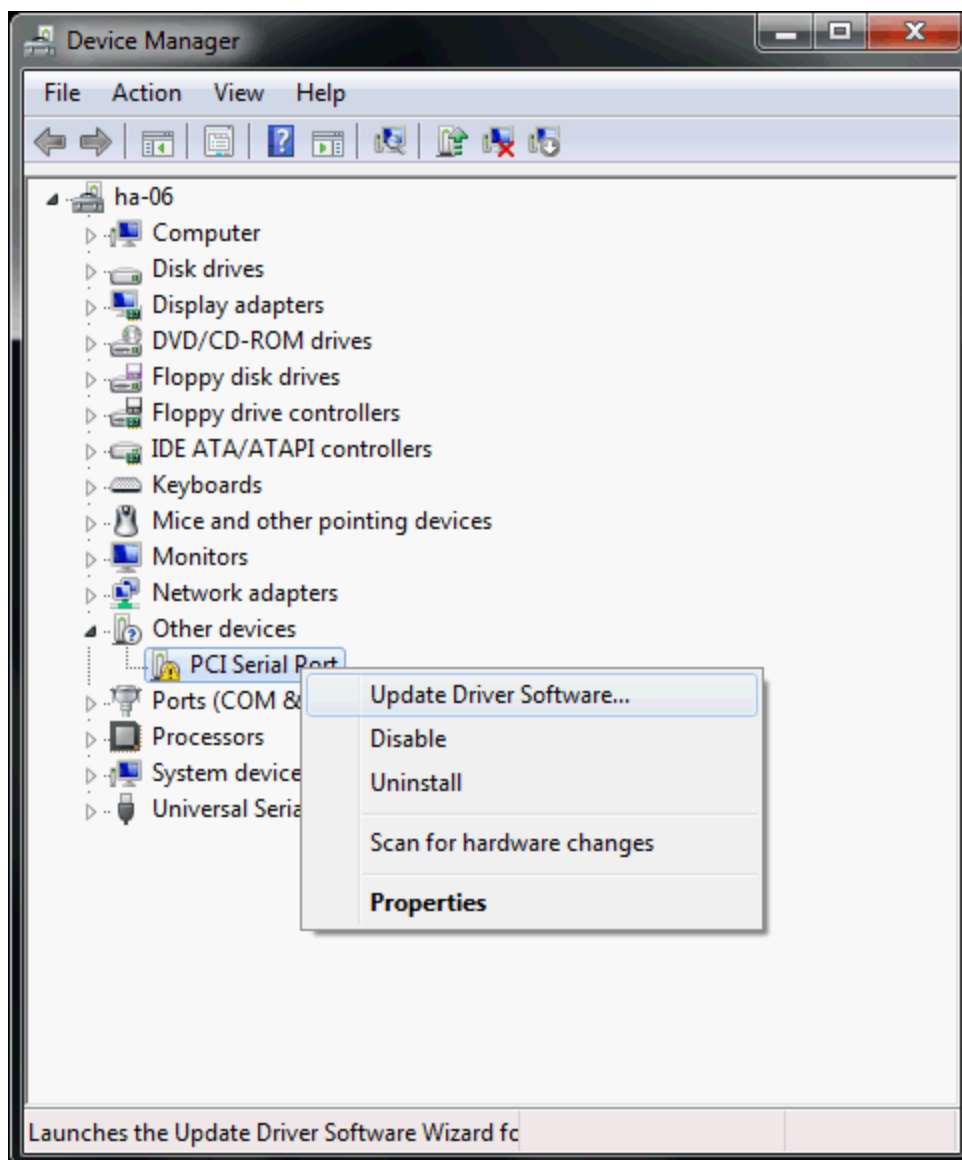 Device Manager
File Action View Help
ha-06
Computer
Disk drives
Display adapters
DVD/CD-ROM drives
Floppy disk drives
Floppy drive controllers
IDE ATA/ATAPI controllers
Keyboards
Mice and other pointing devices
Monitors
Network adapters
Other devices
PCI Serial Port
Update Driver Software...
Ports (COM &
Disable
Processors
System device
Uninstall
Universal Seria
Scan for hardware changes
Properties
Launches the Update Driver Software Wizard fo